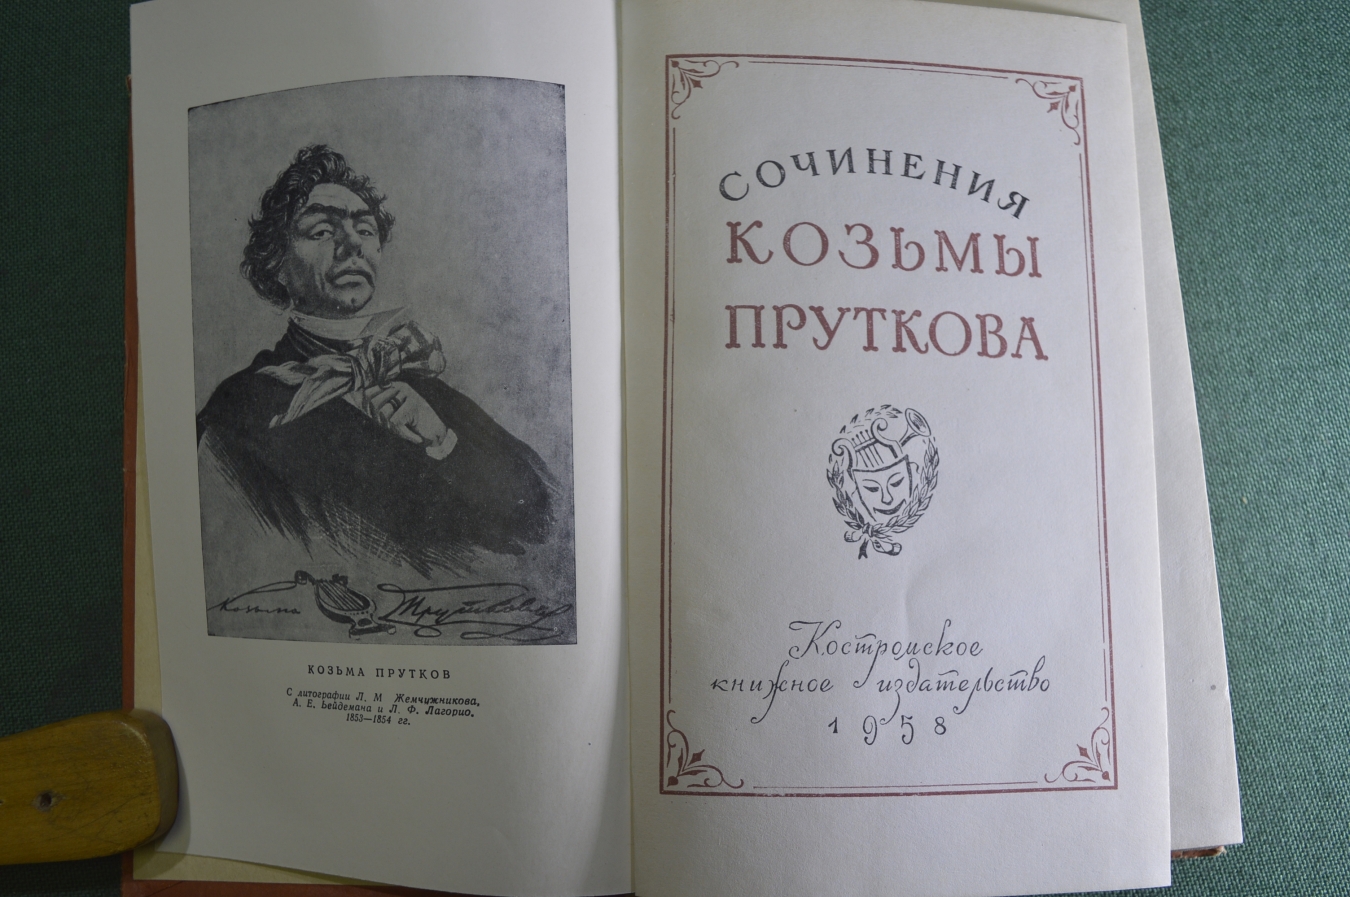 Козьма Прутков
КОЗЬМА ПРУТКОВ
С литографии Л. М Жемчужникова,
А. Е. Бейдемана и Л. Ф. Лагорио,
1853—1854 гг.
СОЧИНЕНИЯ
КОЗЬМЫ
ПРУТКОВА
Костромское
книжное издательство
1958